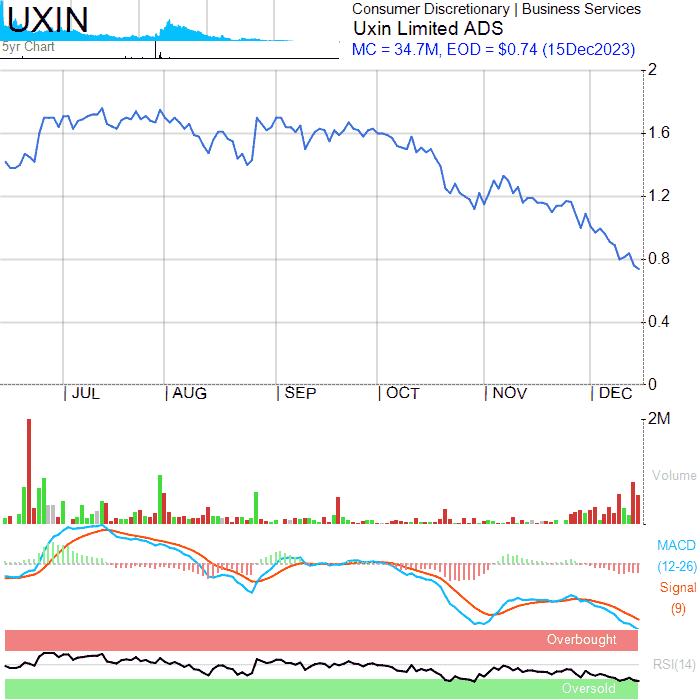 UXIN
5yr Chart
Consumer Discretionary | Business Services
Uxin Limited ADS
MC = 34.7M, EOD = $0.74 (15Dec2023)
2
1.6
1.2
0.8
0.4
0
JUL AUG SEP OCT NOV DEC
2M
Volume
MACD
(12-26)
Signal
(9)
Overbought
RSI(14)
Oversold